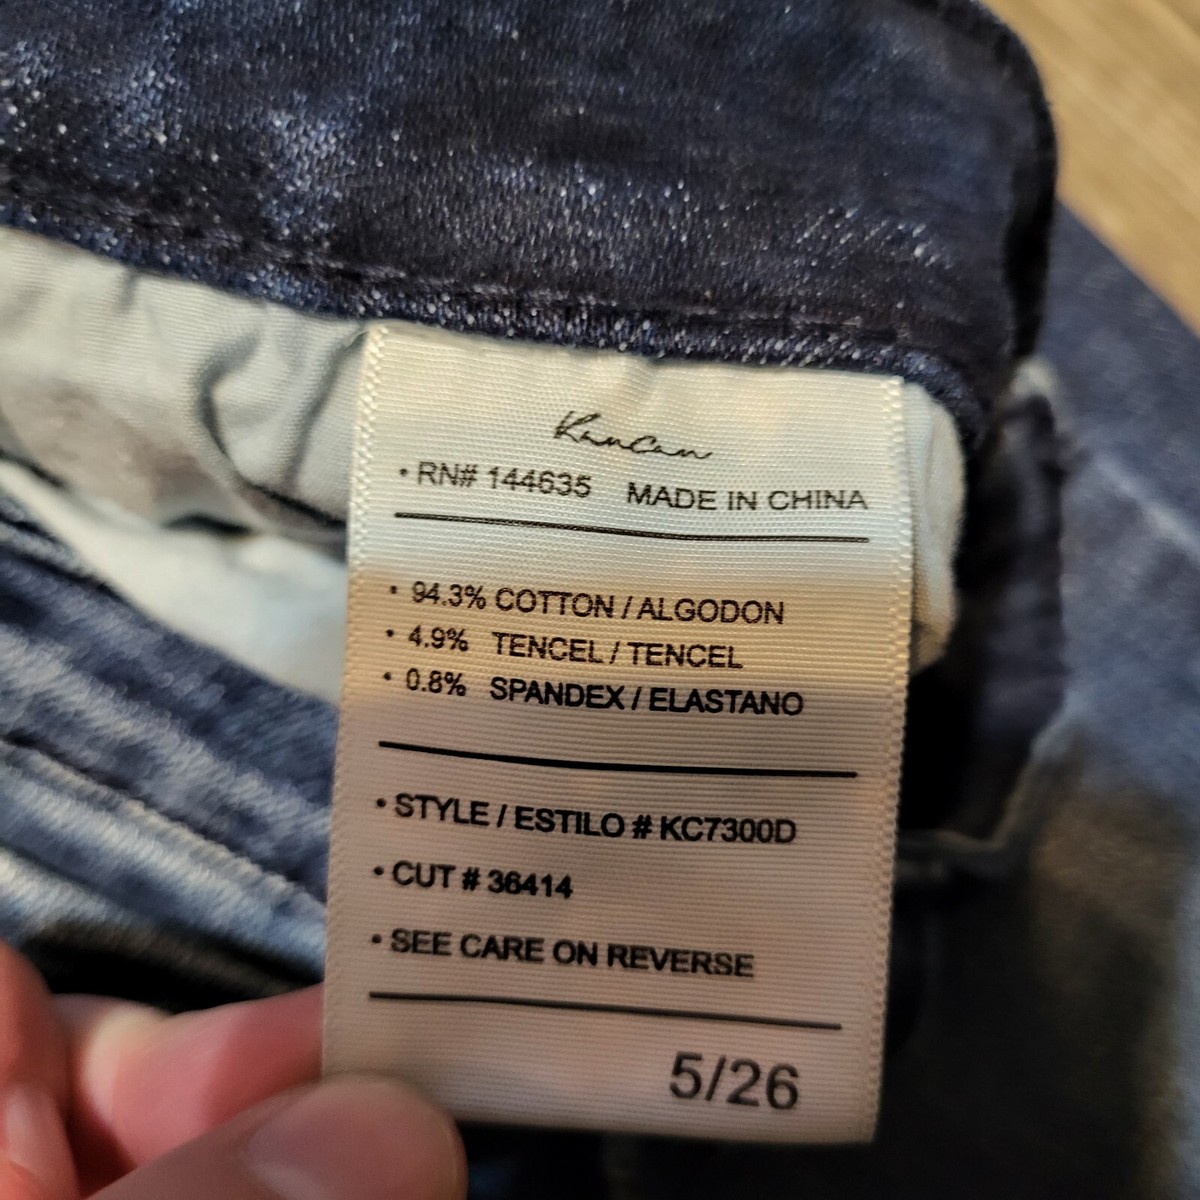 KanCan
• RN# 144635 MADE IN CHINA
• 94.3% COTTON / ALGODON
• 4.9% TENCEL / TENCEL
• 0.8% SPANDEX / ELASTANO
• STYLE / ESTILO # KC7300D
• CUT # 36414
• SEE CARE ON REVERSE
5/26